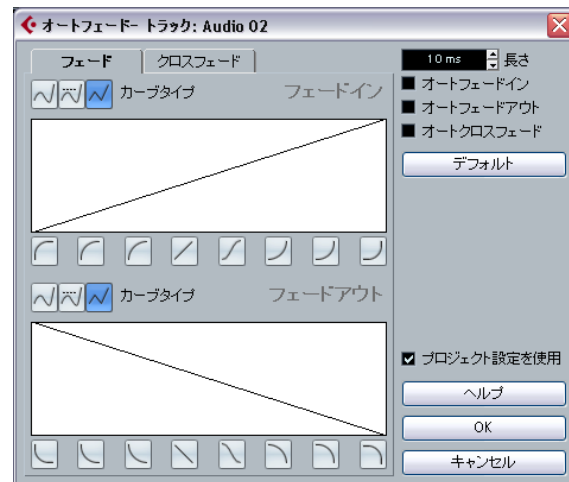 オートフェード- トラック: Audio 02
フェード
クロスフェード
カーブタイプ
フェードイン
カーブタイプ
フェードアウト
10 ms
長さ
オートフェードイン
オートフェードアウト
オートクロスフェード
デフォルト
プロジェクト設定を使用
ヘルプ
OK
キャンセル